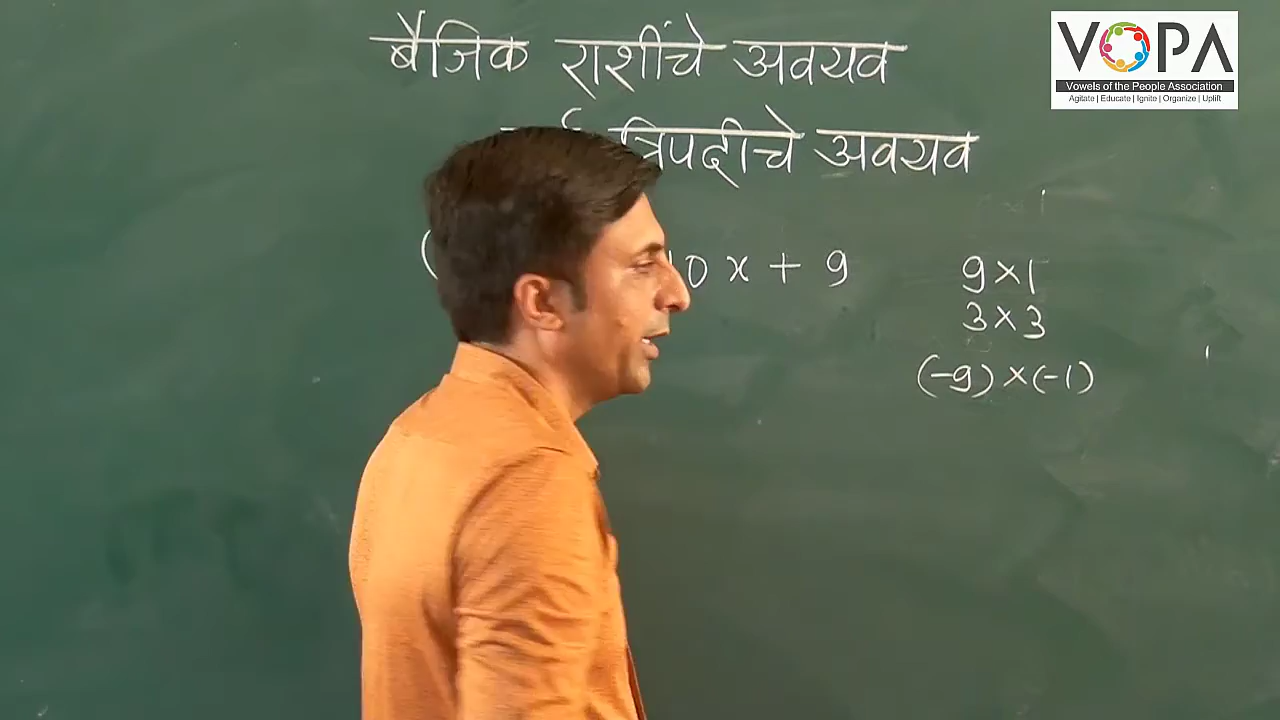 बैजिक राशींचे अवयव
VOPA
Vowels of the People Association
Agitate | Educate | Ignite | Organize | Uplift
त्रिपदीचे अवयव
( 10 x + 9
9 × 1
3 × 3
(-9) × (-1)